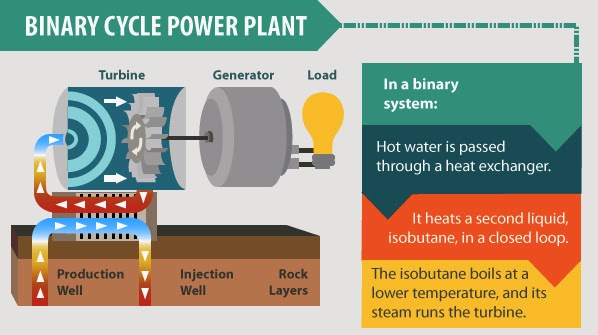 BINARY CYCLE POWER PLANT
Turbine
Generator
Load
Production
Well
Injection
Well
Rock
Layers
In a binary
system:
Hot water is passed
through a heat exchanger.
It heats a second liquid,
isobutane, in a closed loop.
The isobutane boils at a
lower temperature, and its
steam runs the turbine.